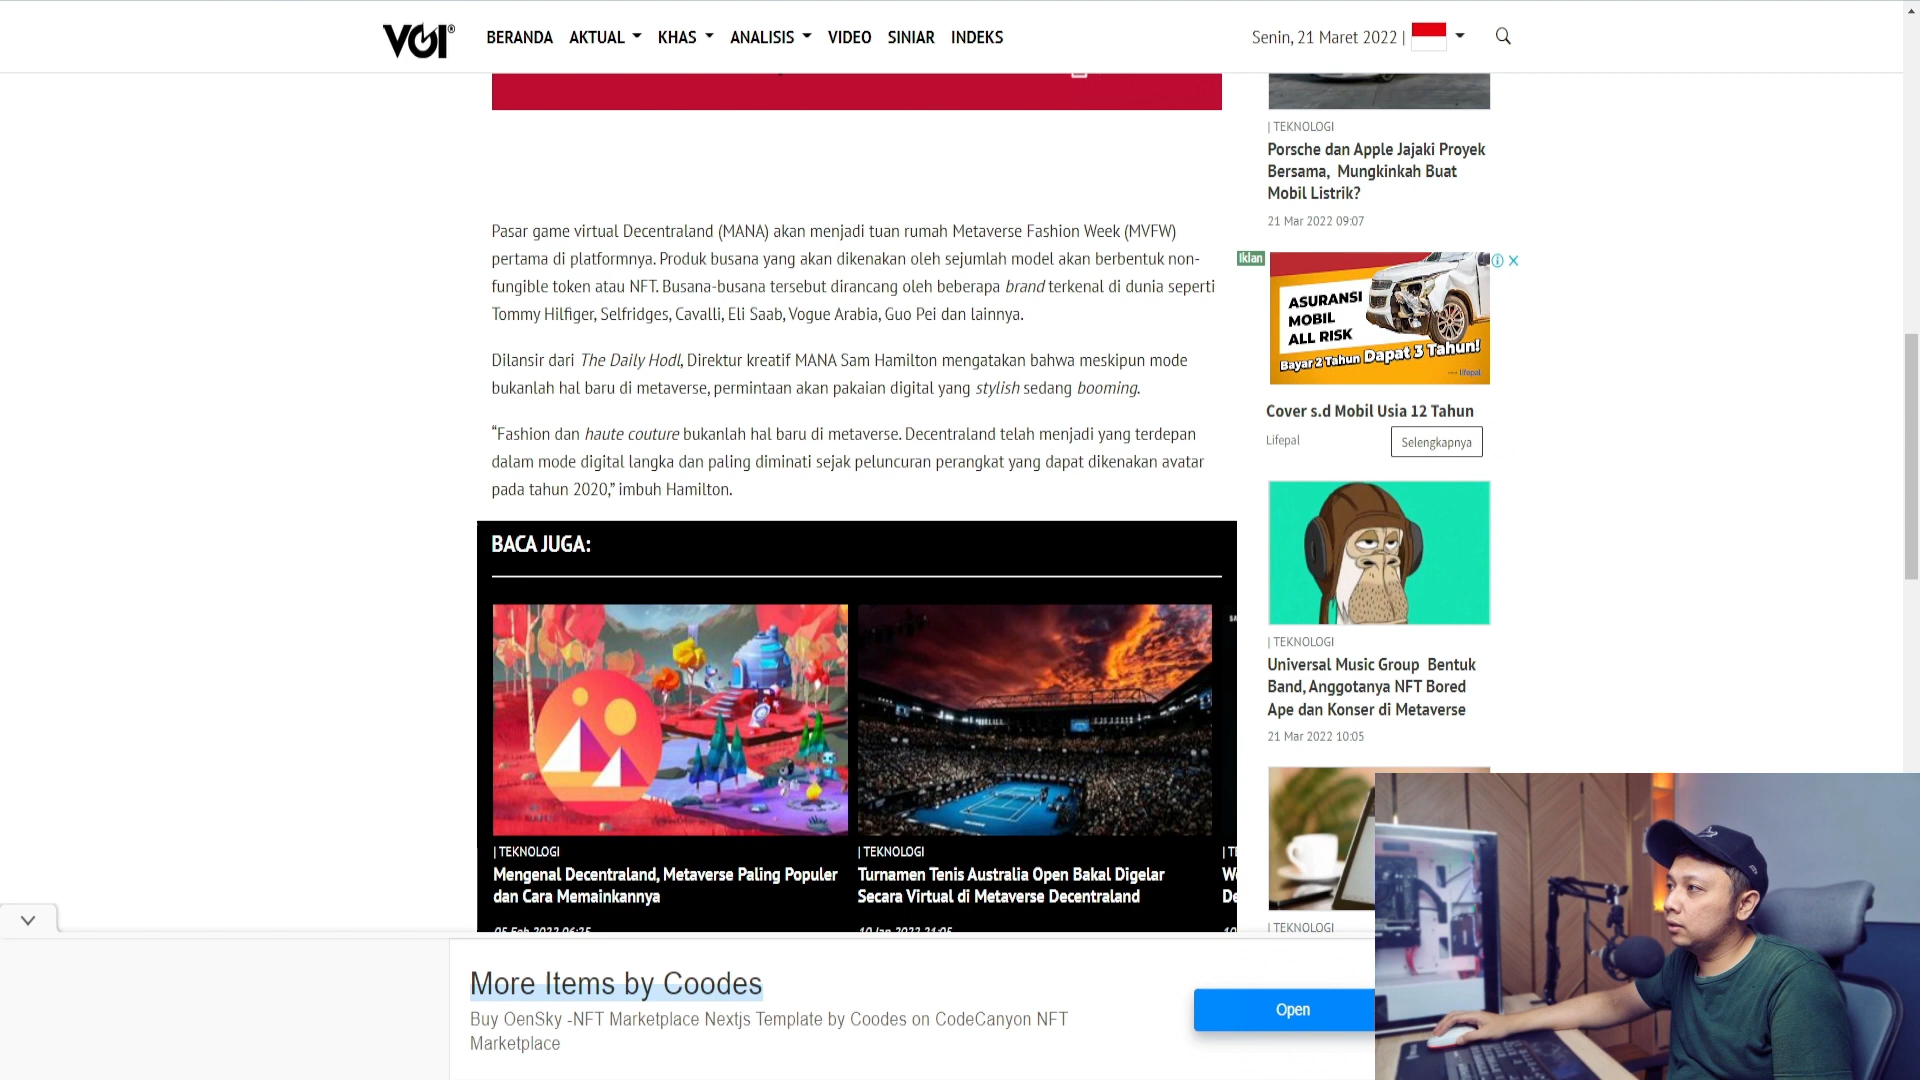 VOI®
BERANDA AKTUAL KHAS ANALISIS VIDEO SINIAR INDEKS
Senin, 21 Maret 2022 |
Pasar game virtual Decentraland (MANA) akan menjadi tuan rumah Metaverse Fashion Week (MVFW)
pertama di platformnya. Produk busana yang akan dikenakan oleh sejumlah model akan berbentuk non-
fungible token atau NFT. Busana-busana tersebut dirancang oleh beberapa brand terkenal di dunia seperti
Tommy Hilfiger, Selfridges, Cavalli, Eli Saab, Vogue Arabia, Guo Pei dan lainnya.
Dilansir dari The Daily Hodl, Direktur kreatif MANA Sam Hamilton mengatakan bahwa meskipun mode
bukanlah hal baru di metaverse, permintaan akan pakaian digital yang stylish sedang booming.
“Fashion dan haute couture bukanlah hal baru di metaverse. Decentraland telah menjadi yang terdepan
dalam mode digital langka dan paling diminati sejak peluncuran perangkat yang dapat dikenakan avatar
pada tahun 2020,” imbuh Hamilton.
BACA JUGA:
| TEKNOLOGI
Mengenal Decentraland, Metaverse Paling Populer
dan Cara Memainkannya
05 Feb 2022 06:25
| TEKNOLOGI
Turnamen Tenis Australia Open Bakal Digelar
Secara Virtual di Metaverse Decentraland
10 Jan 2022 21:05
| TEKNOLOGI
Porsche dan Apple Jajaki Proyek
Bersama, Mungkinkah Buat
Mobil Listrik?
21 Mar 2022 09:07
Iklan
ASURANSI
MOBIL
ALL RISK
Bayar 2 Tahun Dapat 3 Tahun!
lifepal
Cover s.d Mobil Usia 12 Tahun
Lifepal
Selengkapnya
| TEKNOLOGI
Universal Music Group Bentuk
Band, Anggotanya NFT Bored
Ape dan Konser di Metaverse
21 Mar 2022 10:05
| TEKNOLOGI
More Items by Coodes
Buy OenSky -NFT Marketplace Nextjs Template by Coodes on CodeCanyon NFT
Marketplace
Open